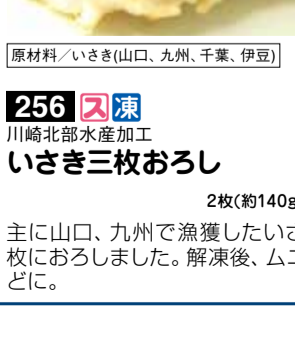 原材料／いさき(山口、九州、千葉、伊豆)
256 ス 凍
川崎北部水産加工
いさき三枚おろし
2枚(約140g
主に山口、九州で漁獲したいさ
枚におろしました。解凍後、ムニ
どに。